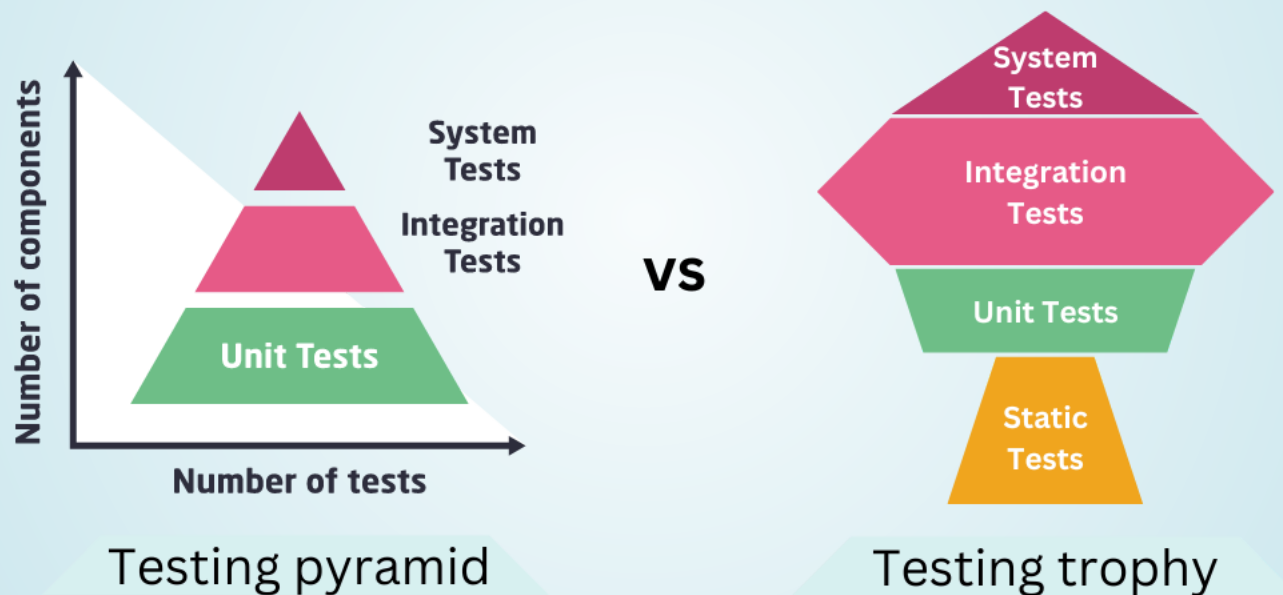 Number of components
System
Tests
Integration
Tests
Unit Tests
Number of tests
Testing pyramid
vs
System
Tests
Integration
Tests
Unit Tests
Static
Tests
Testing trophy